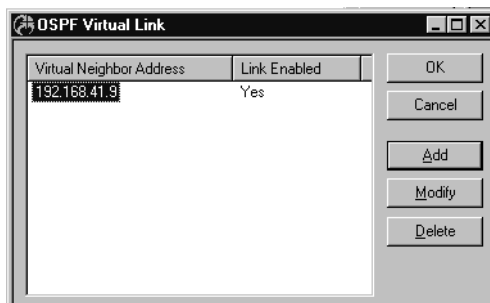 OSPF Virtual Link
Virtual Neighbor Address Link Enabled
192.168.41.9 Yes
OK
Cancel
Add
Modify
Delete